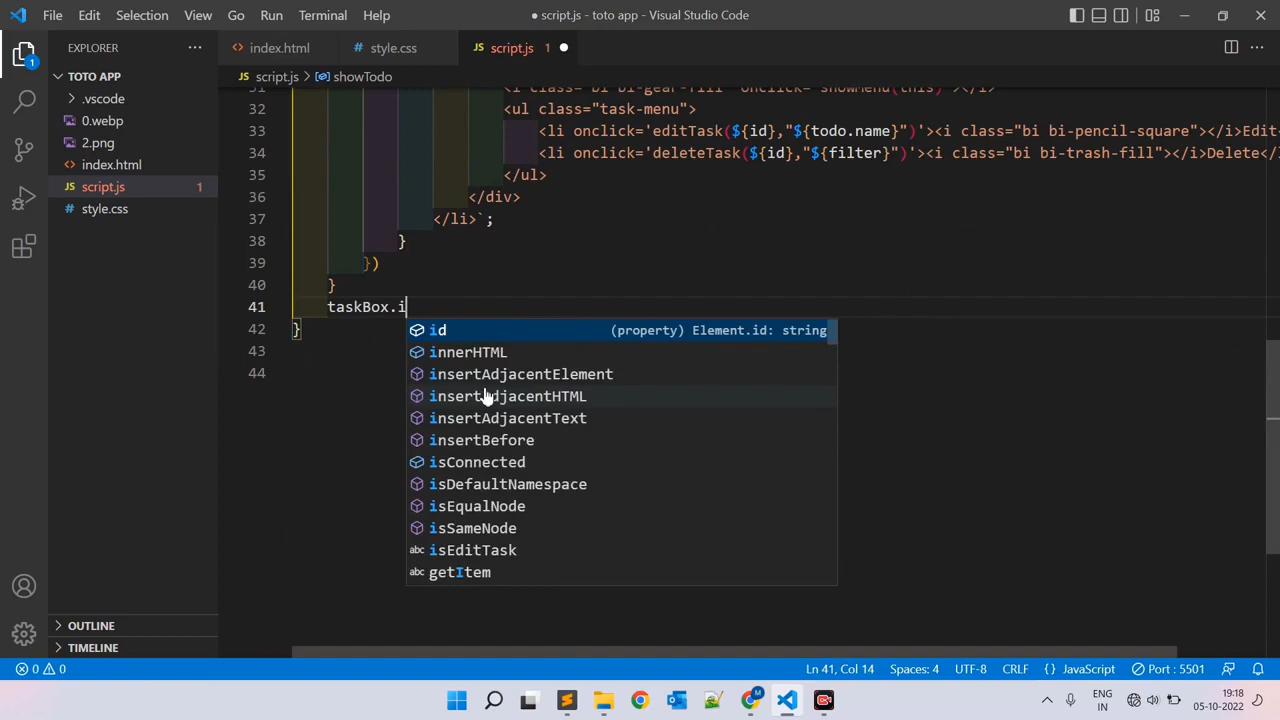 File Edit Selection View Go Run Terminal Help
script.js - toto app - Visual Studio Code
EXPLORER
index.html
# style.css
JS script.js 1
TOTO APP
JS script.js > showTodo
.vscode
0.webp
2.png
index.html
JS script.js 1
# style.css
32 <ul class="task-menu">
33 <li onclick='editTask(${id},"${todo.name}")'><i class="bi bi-pencil-square"></i>Edit
34 <li onclick='deleteTask(${id},"${filter}")'><i class="bi bi-trash-fill"></i>Delete</
35 </ul>
36 </div>
37 </li>`;
38 }
39 })
40 }
41 taskBox.i
42 }
43
44
id (property) Element.id: string
innerHTML
insertAdjacentElement
insertAdjacentHTML
insertAdjacentText
insertBefore
isConnected
isDefaultNamespace
isEqualNode
isSameNode
abc isEditTask
abc getItem
OUTLINE
TIMELINE
0 0 Ln 41, Col 14 Spaces: 4 UTF-8 CRLF {} JavaScript Port : 5501
ENG
IN
19:18
05-10-2022